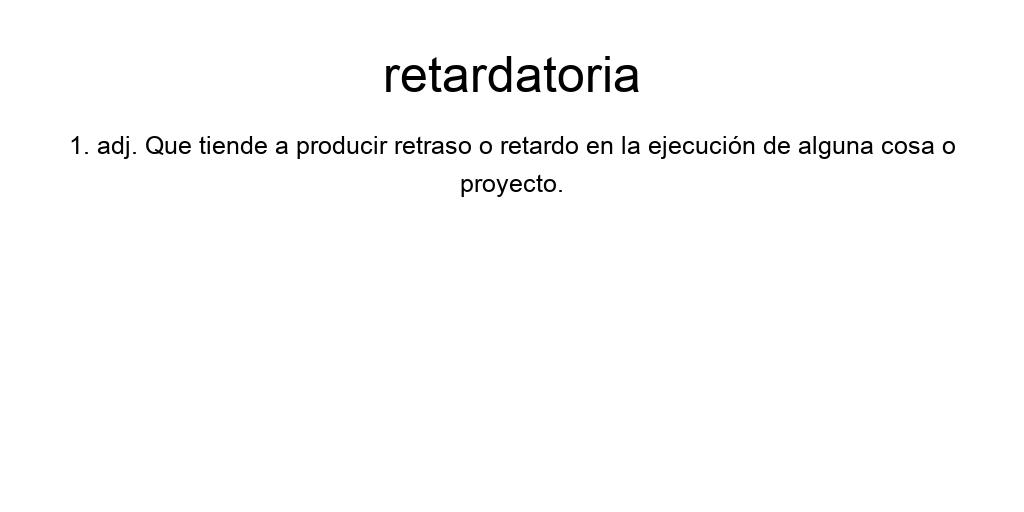 retardatoria
1. adj. Que tiende a producir retraso o retardo en la ejecución de alguna cosa o
proyecto.